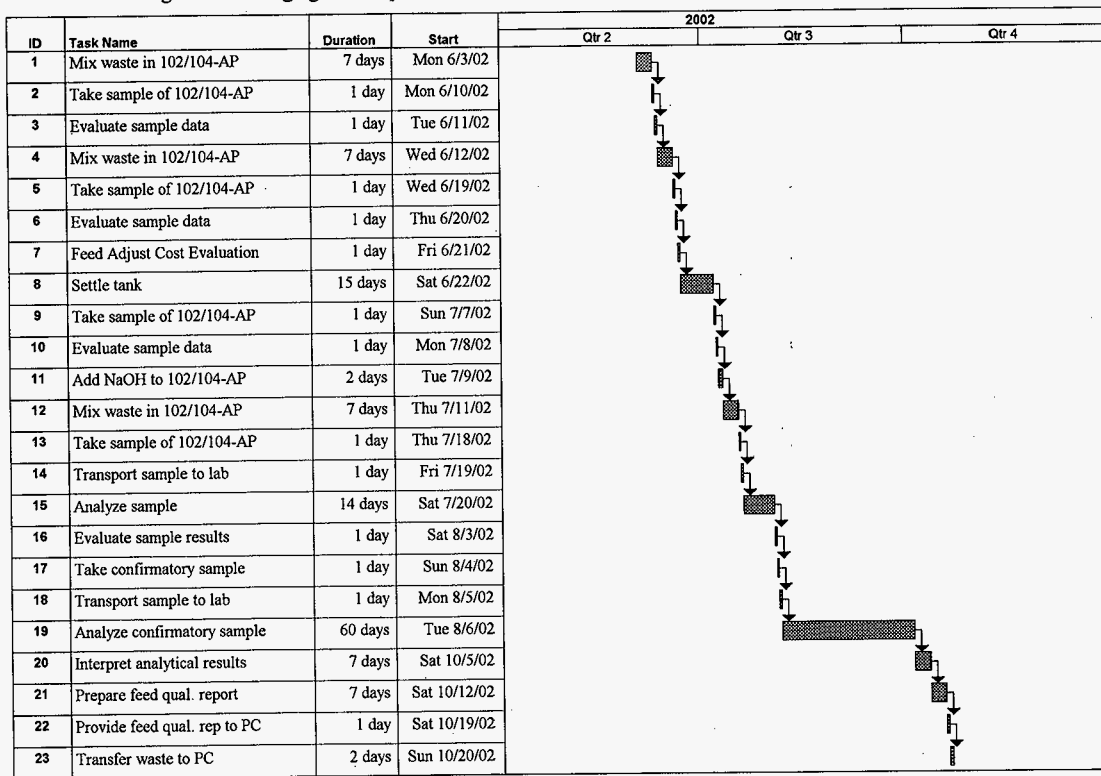 2002
ID Task Name Duration Start Qtr 2 Qtr 3 Qtr 4
1 Mix waste in 102/104-AP 7 days Mon 6/3/02
2 Take sample of 102/104-AP 1 day Mon 6/10/02
3 Evaluate sample data 1 day Tue 6/11/02
4 Mix waste in 102/104-AP 7 days Wed 6/12/02
5 Take sample of 102/104-AP 1 day Wed 6/19/02
6 Evaluate sample data 1 day Thu 6/20/02
7 Feed Adjust Cost Evaluation 1 day Fri 6/21/02
8 Settle tank 15 days Sat 6/22/02
9 Take sample of 102/104-AP 1 day Sun 7/7/02
10 Evaluate sample data 1 day Mon 7/8/02
11 Add NaOH to 102/104-AP 2 days Tue 7/9/02
12 Mix waste in 102/104-AP 7 days Thu 7/11/02
13 Take sample of 102/104-AP 1 day Thu 7/18/02
14 Transport sample to lab 1 day Fri 7/19/02
15 Analyze sample 14 days Sat 7/20/02
16 Evaluate sample results 1 day Sat 8/3/02
17 Take confirmatory sample 1 day Sun 8/4/02
18 Transport sample to lab 1 day Mon 8/5/02
19 Analyze confirmatory sample 60 days Tue 8/6/02
20 Interpret analytical results 7 days Sat 10/5/02
21 Prepare feed qual. report 7 days Sat 10/12/02
22 Provide feed qual. rep to PC 1 day Sat 10/19/02
23 Transfer waste to PC 2 days Sun 10/20/02